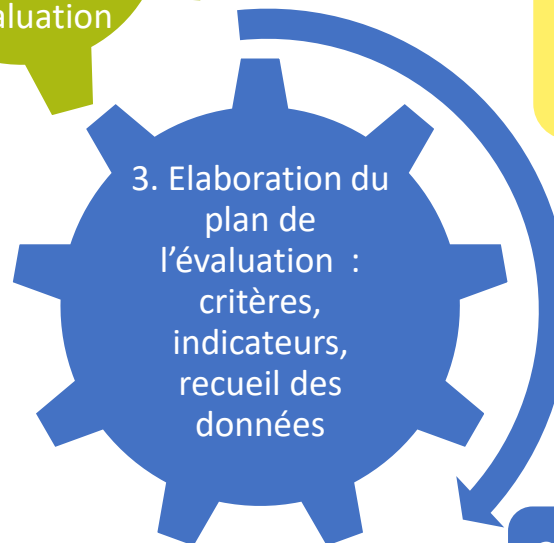 aluation
3. Elaboration du
plan de
l’évaluation  :
critères,
indicateurs,
recueil des
données